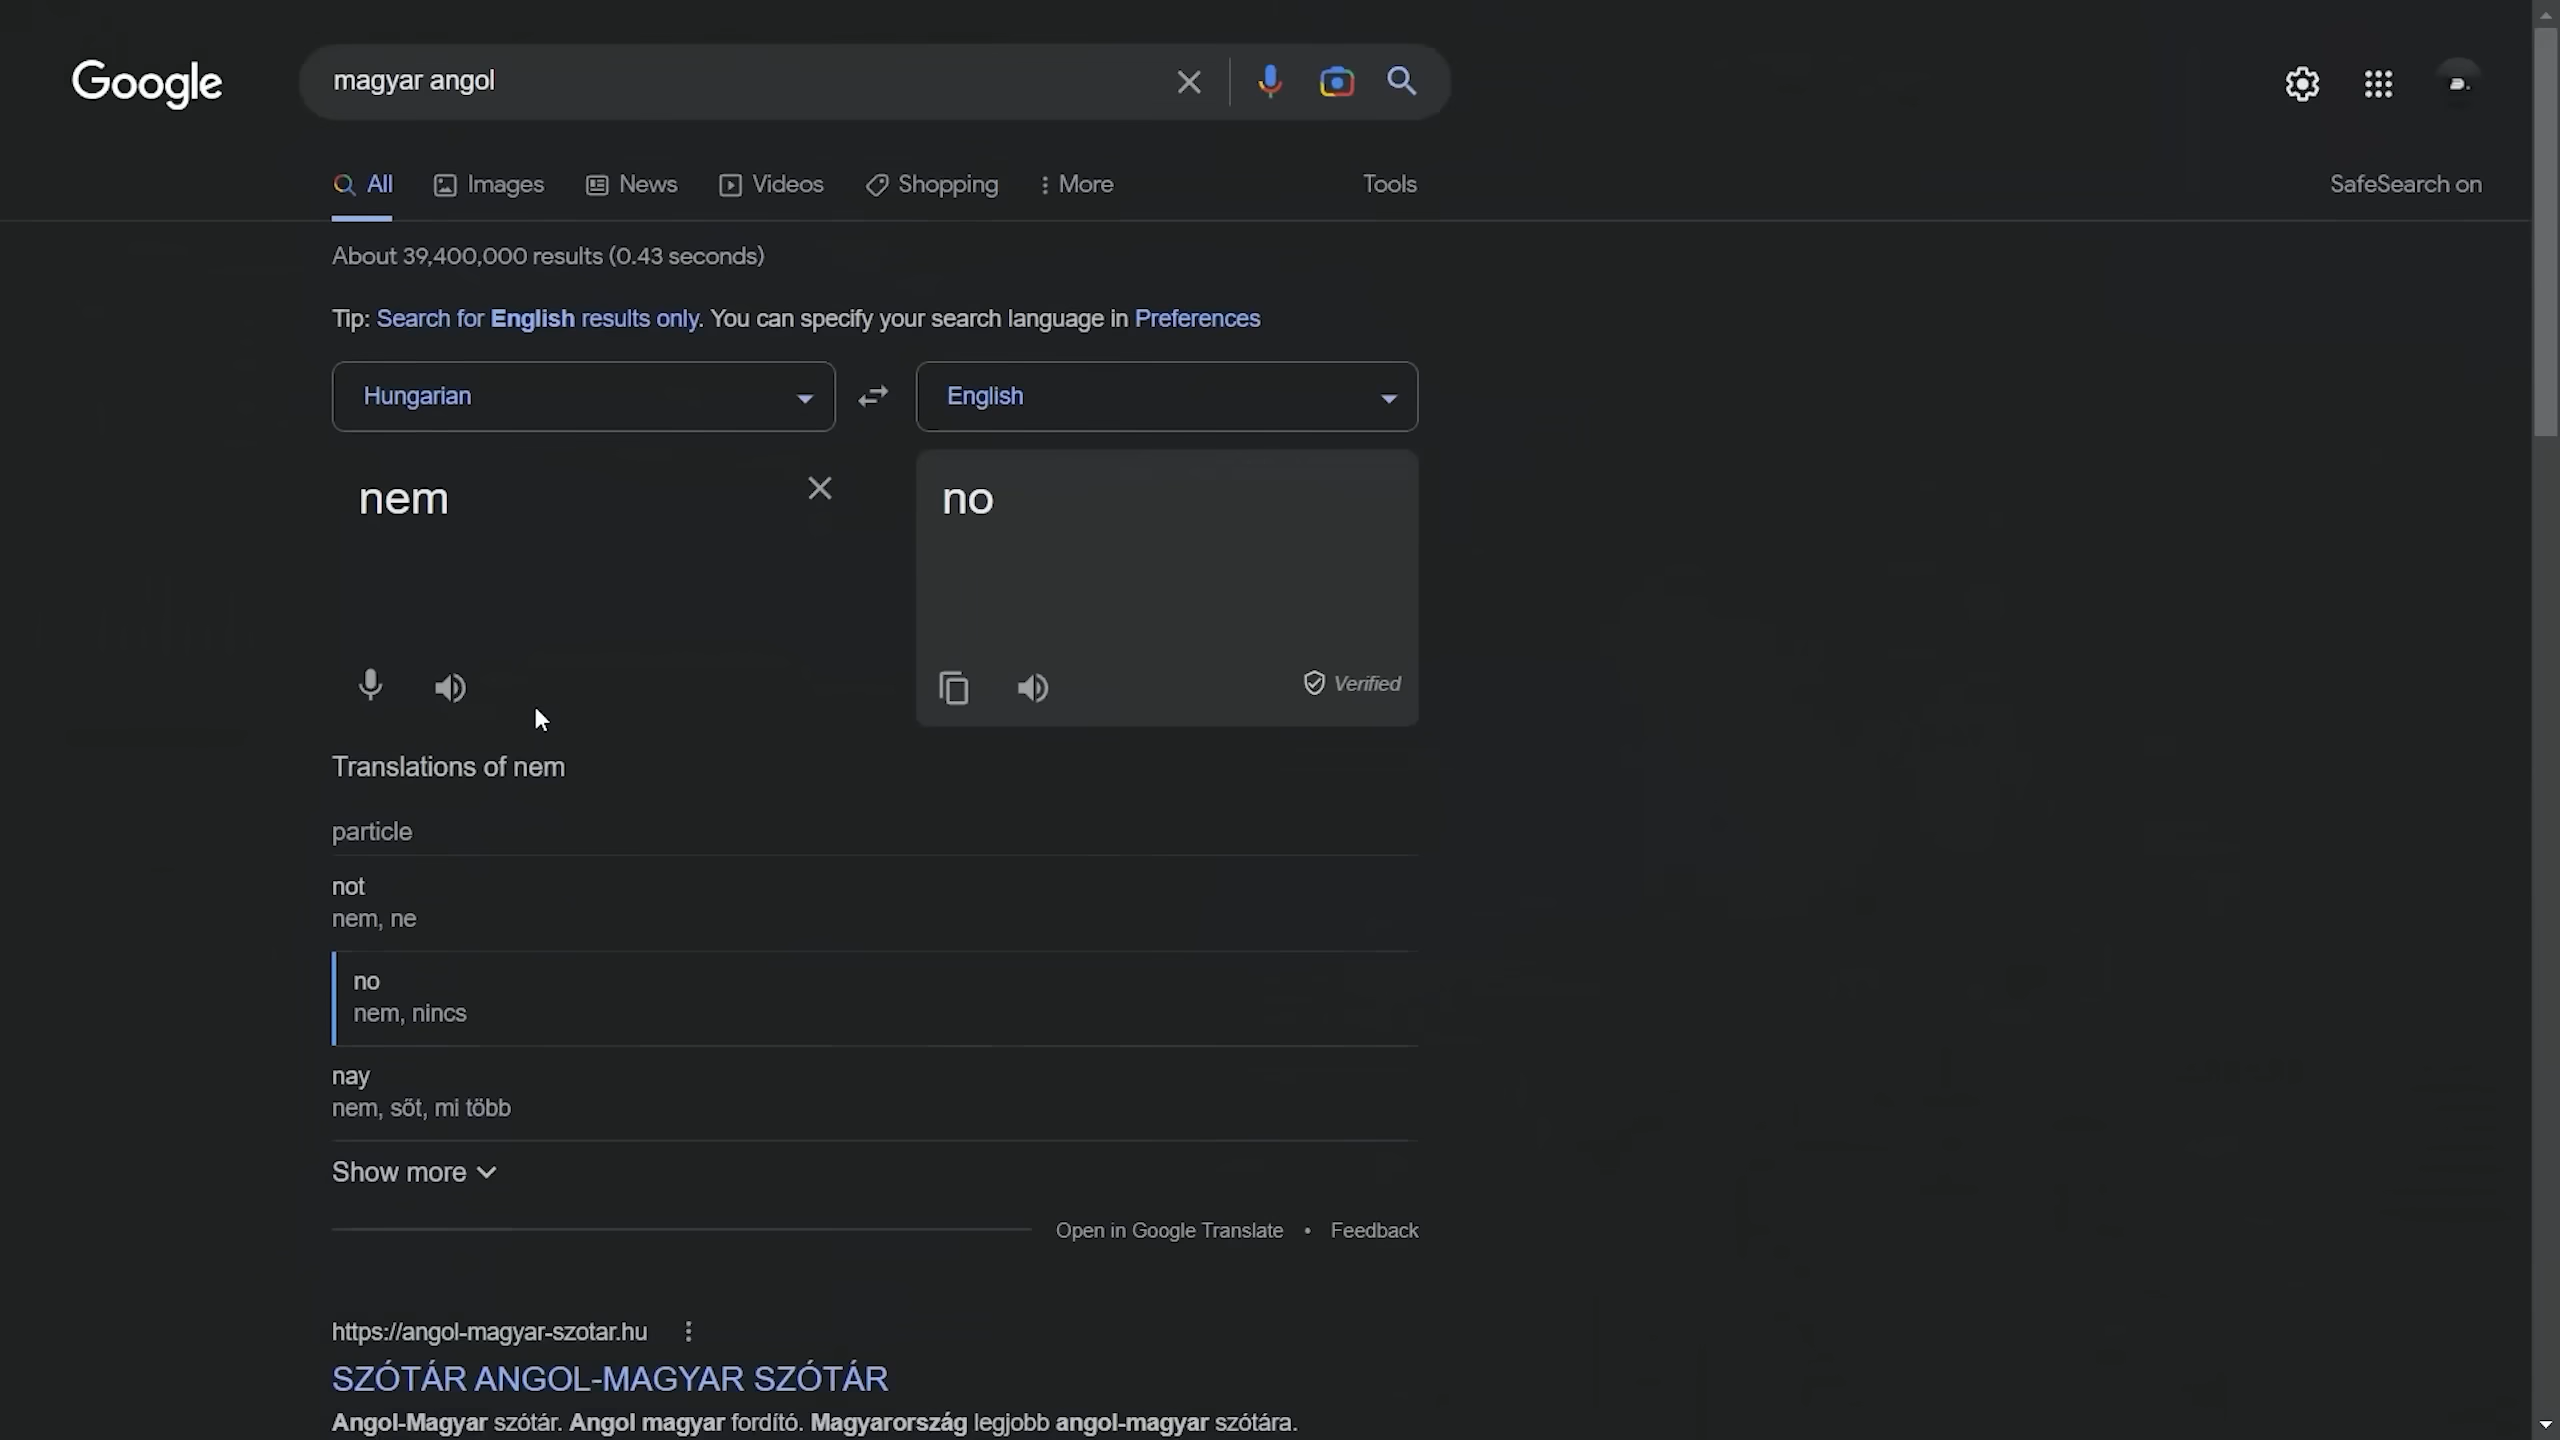 Google
magyar angol
All
Images
News
Videos
Shopping
More
Tools
SafeSearch on
About 39,400,000 results (0.43 seconds)
Tip: Search for English results only. You can specify your search language in Preferences
Hungarian
English
nem
no
Verified
Translations of nem
particle
not
nem, ne
no
nem, nincs
nay
nem, sőt, mi több
Show more
Open in Google Translate • Feedback
https://angol-magyar-szotar.hu
SZÓTÁR ANGOL-MAGYAR SZÓTÁR
Angol-Magyar szótár. Angol magyar fordító. Magyarország legjobb angol-magyar szótára.